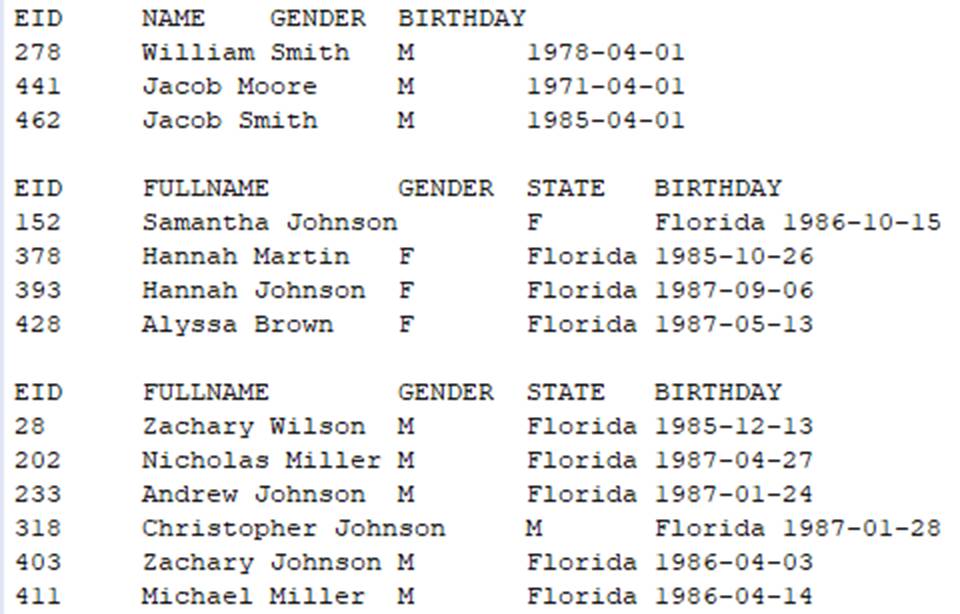 EID NAME GENDER BIRTHDAY
278 William Smith M 1978-04-01
441 Jacob Moore M 1971-04-01
462 Jacob Smith M 1985-04-01
EID FULLNAME GENDER STATE BIRTHDAY
152 Samantha Johnson F Florida 1986-10-15
378 Hannah Martin F Florida 1985-10-26
393 Hannah Johnson F Florida 1987-09-06
428 Alyssa Brown F Florida 1987-05-13
EID FULLNAME GENDER STATE BIRTHDAY
28 Zachary Wilson M Florida 1985-12-13
202 Nicholas Miller M Florida 1987-04-27
233 Andrew Johnson M Florida 1987-01-24
318 Christopher Johnson M Florida 1987-01-28
403 Zachary Johnson M Florida 1986-04-03
411 Michael Miller M Florida 1986-04-14